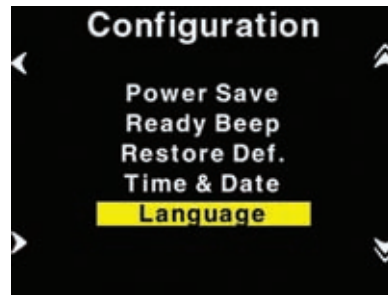 Configuration
Power Save
Ready Beep
Restore Def.
Time & Date
Language